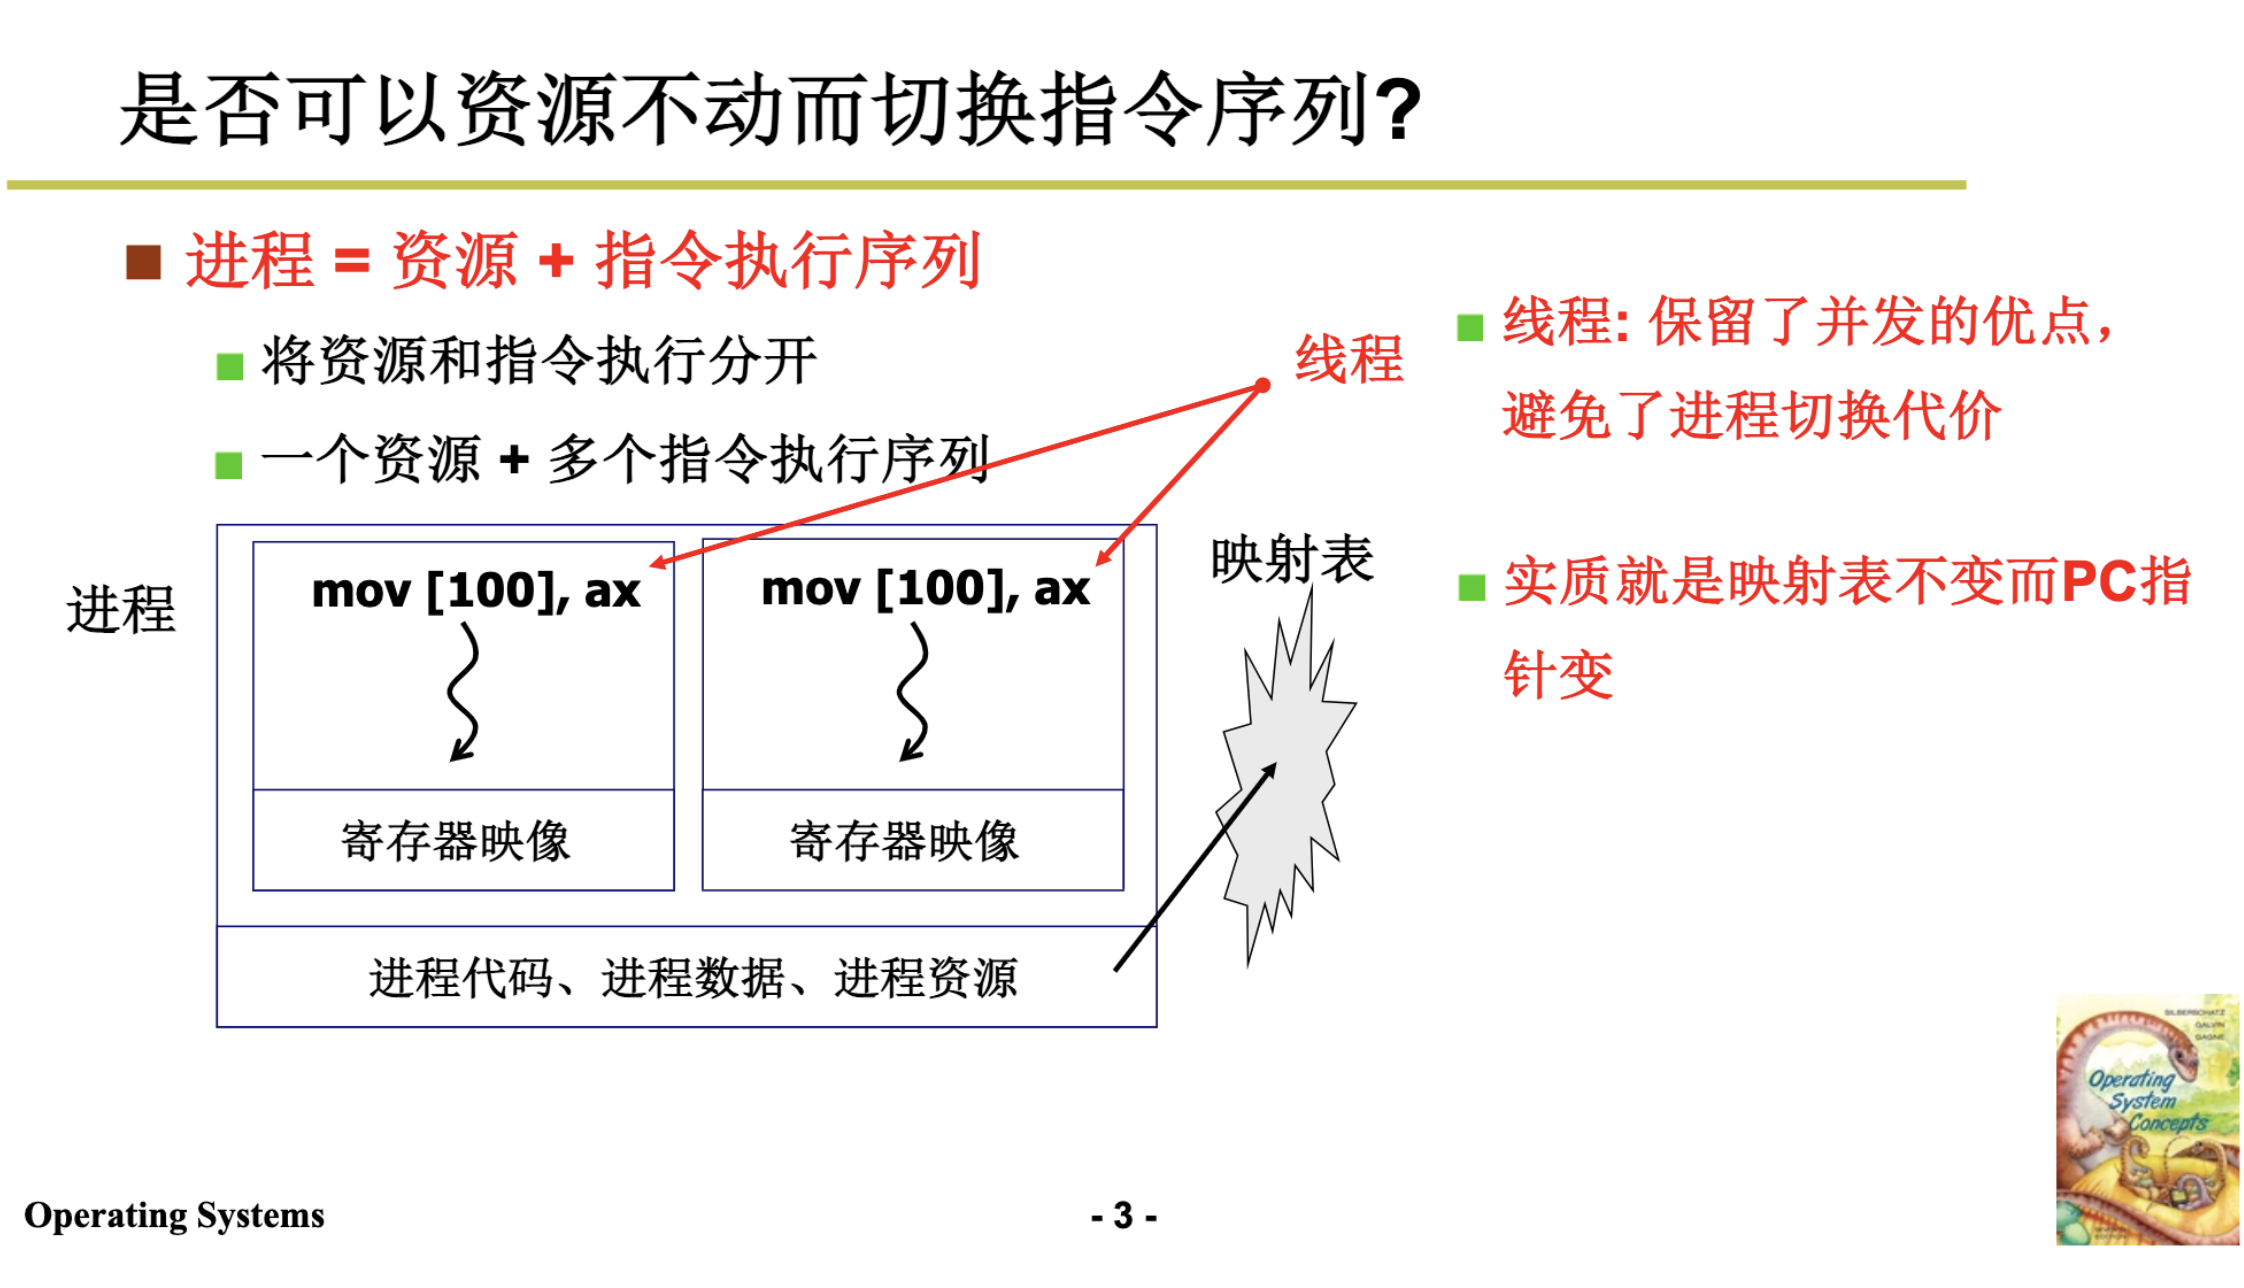 是否可以资源不动而切换指令序列?
进程 = 资源 + 指令执行序列
将资源和指令执行分开
一个资源 + 多个指令执行序列
线程
线程: 保留了并发的优点，
避免了进程切换代价
实质就是映射表不变而PC指
针变
进程
mov [100], ax
mov [100], ax
寄存器映像
寄存器映像
进程代码、进程数据、进程资源
映射表
SILBERSCHATZ
GALVIN
GAGNE
Operating
System
Concepts
Operating Systems
- 3 -